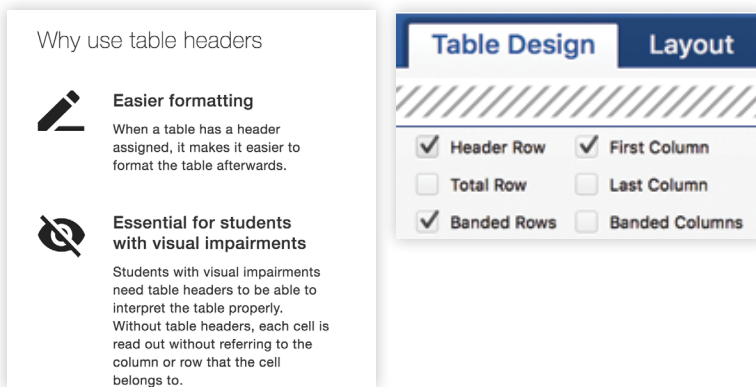 Why use table headers
Easier formatting
When a table has a header
assigned, it makes it easier to
format the table afterwards.
Essential for students
with visual impairments
Students with visual impairments
need table headers to be able to
interpret the table properly.
Without table headers, each cell is
read out without referring to the
column or row that the cell
belongs to.
Table Design Layout
Header Row First Column
Total Row Last Column
Banded Rows Banded Columns